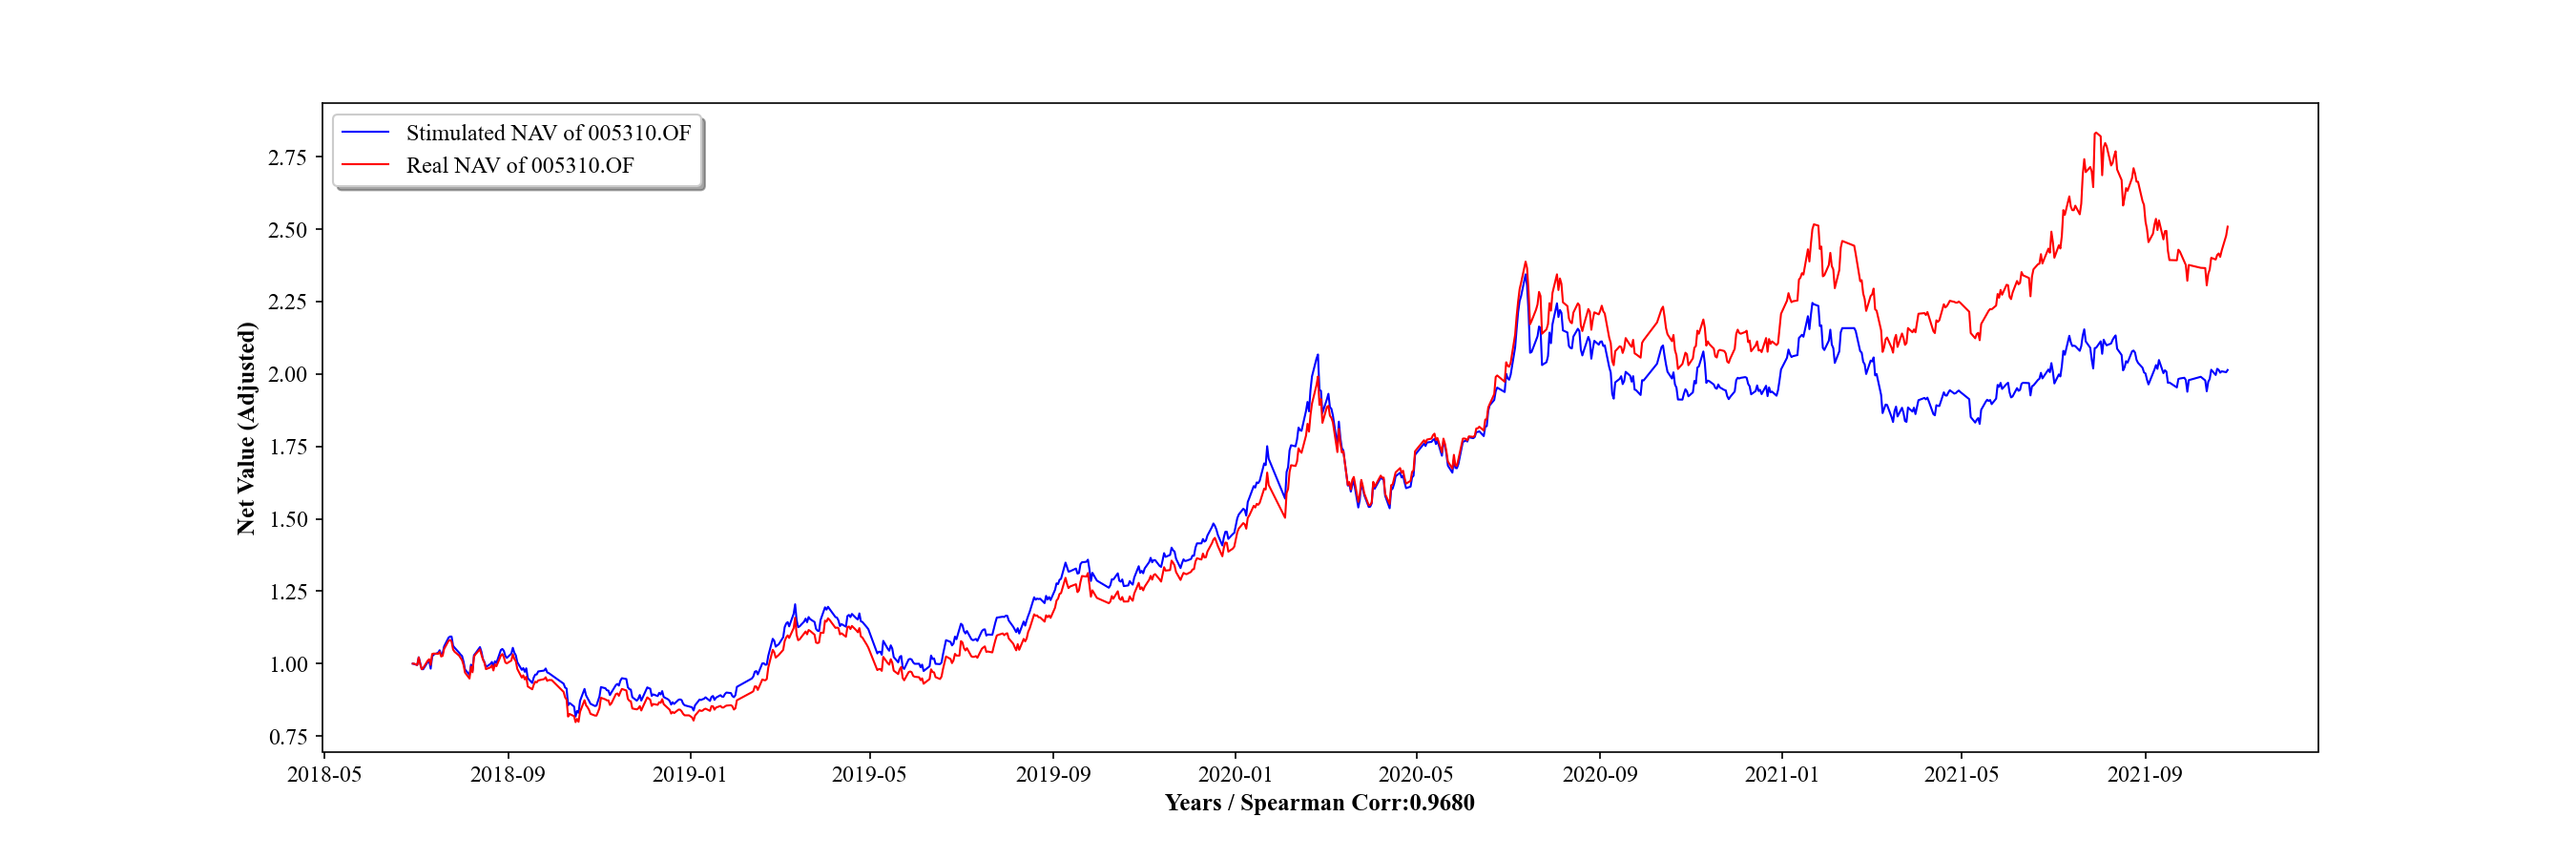 Stimulated NAV of 005310.OF
Real NAV of 005310.OF
Net Value (Adjusted)
2.75
2.50
2.25
2.00
1.75
1.50
1.25
1.00
0.75
2018-05 2018-09 2019-01 2019-05 2019-09 2020-01 2020-05 2020-09 2021-01 2021-05 2021-09
Years / Spearman Corr:0.9680